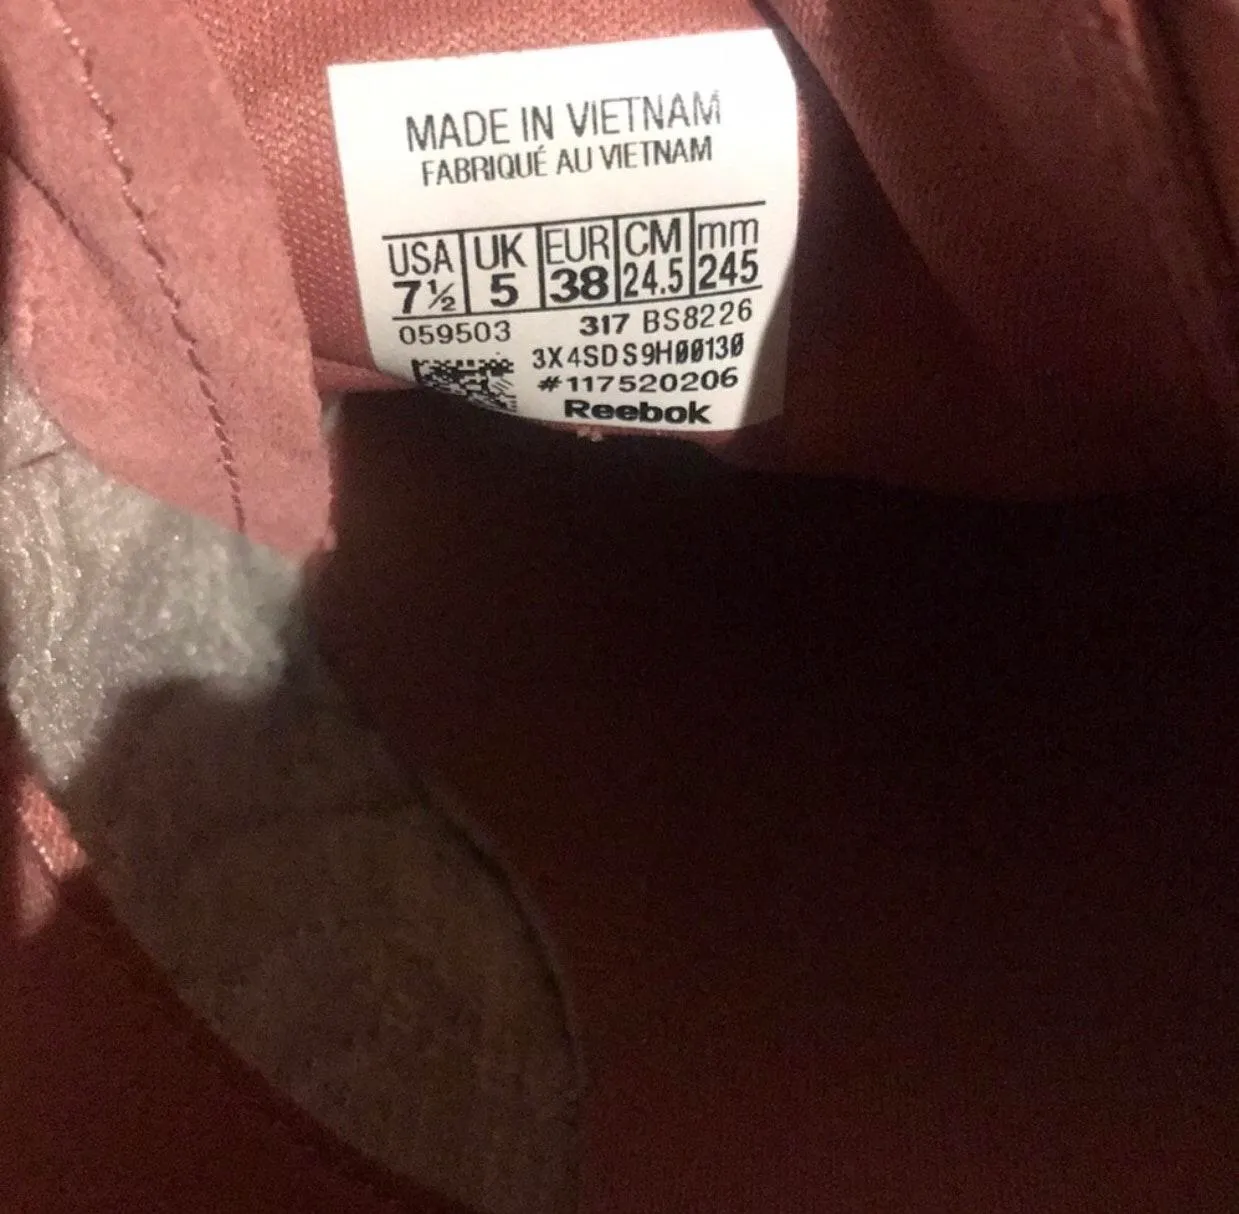 MADE IN VIETNAM
FABRIQUÉ AU VIETNAM
USA UK EUR CM mm
7½ 5 38 24.5 245
059503 317 BS8226
3X4SDS9H00130
#117520206
Reebok